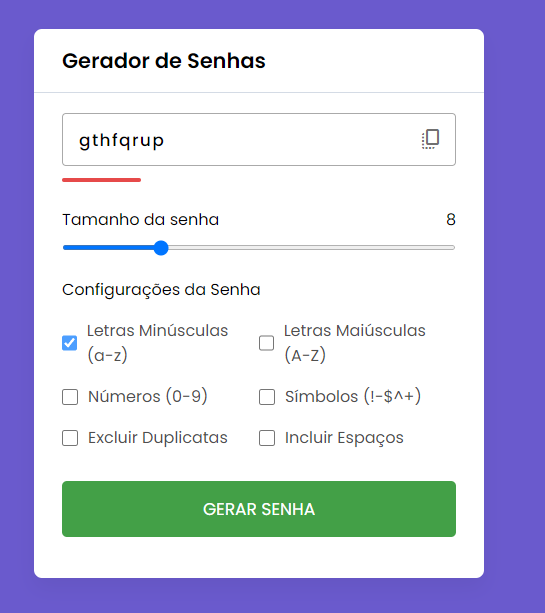 Gerador de Senhas
gthfqrup
Tamanho da senha 8
Configurações da Senha
Letras Minúsculas
(a-z)
Letras Maiúsculas
(A-Z)
Números (0-9)
Símbolos (!-$^+)
Excluir Duplicatas
Incluir Espaços
GERAR SENHA